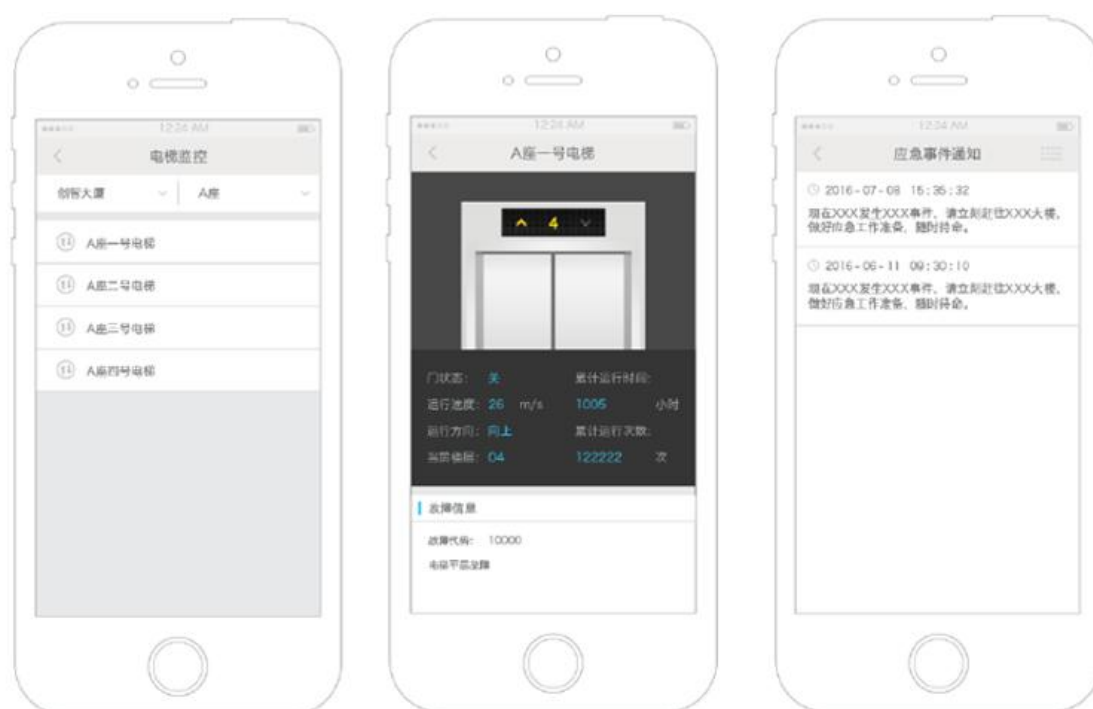 12:24 AM
电梯监控
创智大厦
A座
A座一号电梯
A座二号电梯
A座三号电梯
A座四号电梯
12:24 AM
A座一号电梯
4
门状态: 关
累计运行时间:
运行速度: 26 m/s
1005 小时
运行方向: 向上
累计运行次数:
当前楼层: 04
122222 次
故障信息
故障代码: 10000
电梯平层故障
12:24 AM
应急事件通知
2016-07-08 15:35:32
现在XXX发生XXX事件，请立刻赶往XXX大楼，
做好应急工作准备，随时待命。
2016-06-11 09:30:10
现在XXX发生XXX事件，请立刻赶往XXX大楼，
做好应急工作准备，随时待命。